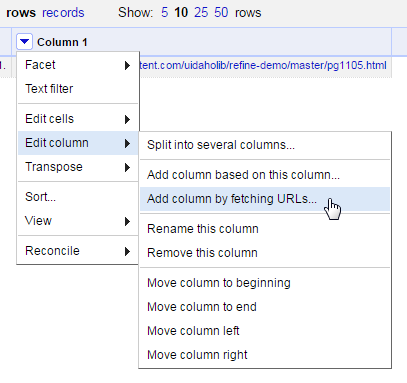 rows records Show: 5 10 25 50 rows
Column 1
Facet
1. tent.com/uidaholib/refine-demo/master/pg1105.html
Text filter
Edit cells
Edit column
Split into several columns...
Transpose
Add column based on this column...
Sort...
Add column by fetching URLs...
View
Rename this column
Reconcile
Remove this column
Move column to beginning
Move column to end
Move column left
Move column right